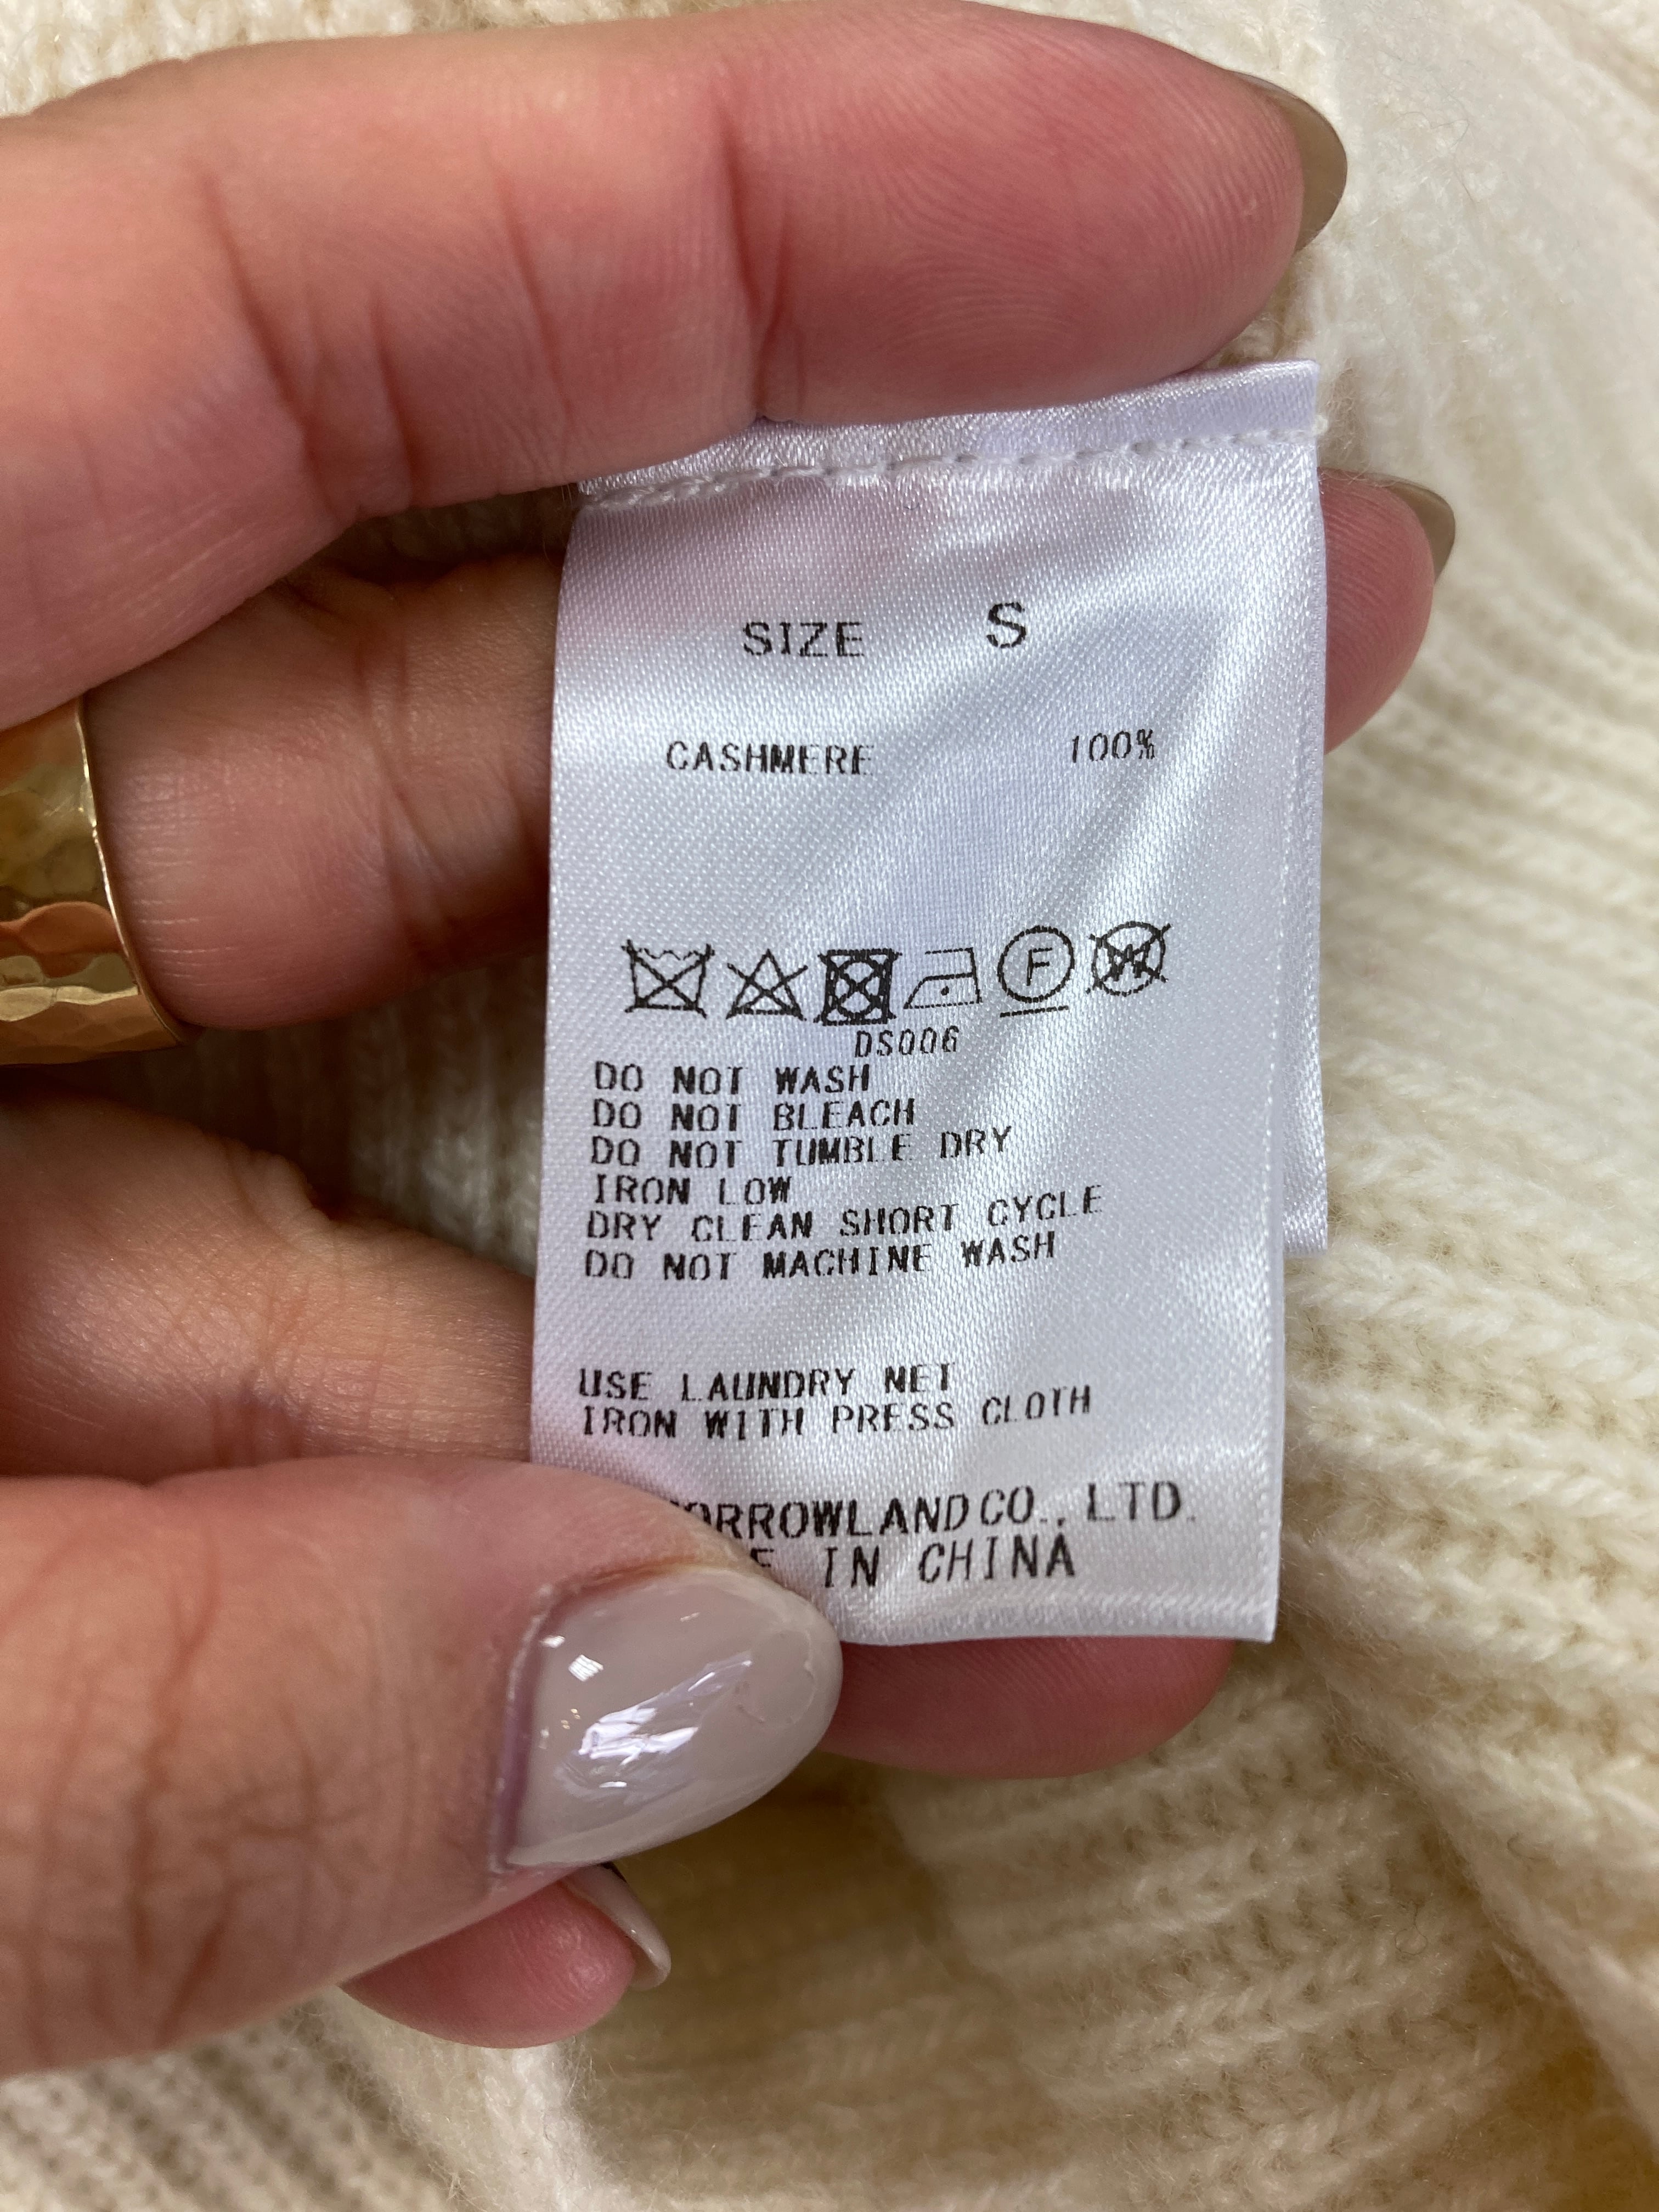 SIZE S
CASHMERE 100%
F W
DS006
DO NOT WASH
DO NOT BLEACH
DO NOT TUMBLE DRY
IRON LOW
DRY CLEAN SHORT CYCLE
DO NOT MACHINE WASH
USE LAUNDRY NET
IRON WITH PRESS CLOTH
ORROWLAND CO., LTD.
E IN CHINA